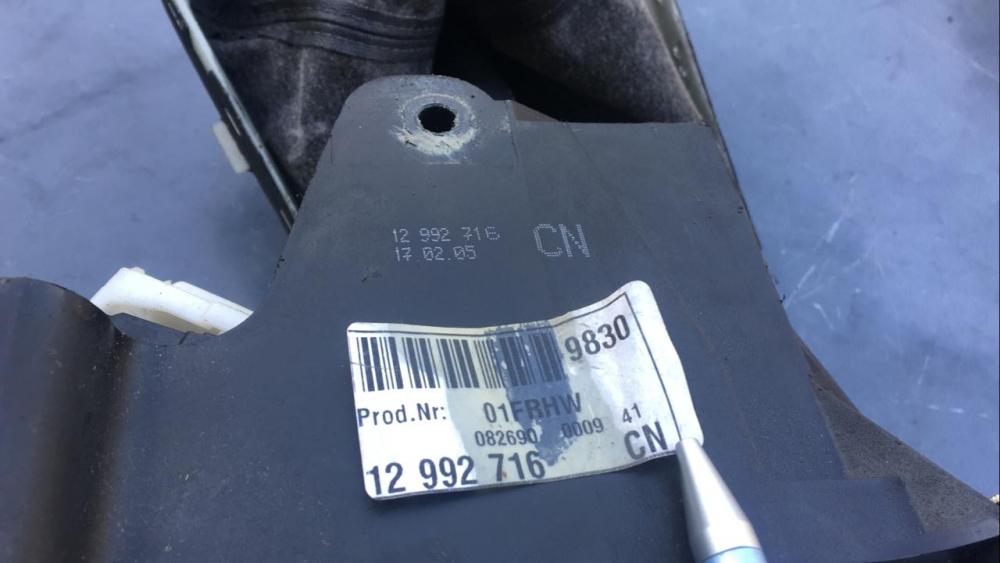 12 992 716 CN
17.02.05
9830
Prod.Nr: 01FRHW
082690 0009 41
12 992 716 CN